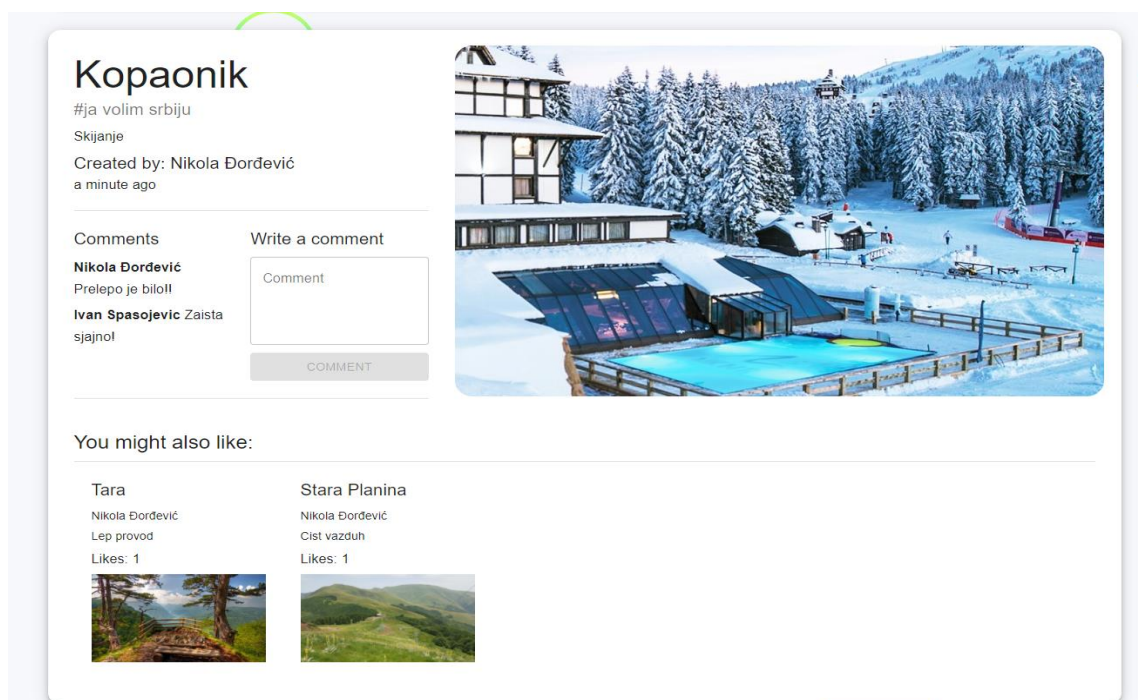 Kopaonik
#ja volim srbiju
Skijanje
Created by: Nikola Đorđević
a minute ago
Comments
Nikola Đorđević
Prelepo je bilo!!
Ivan Spasojevic Zaista
sjajno!
Write a comment
Comment
COMMENT
You might also like:
Tara
Nikola Đorđević
Lep provod
Likes: 1
Stara Planina
Nikola Đorđević
Cist vazduh
Likes: 1